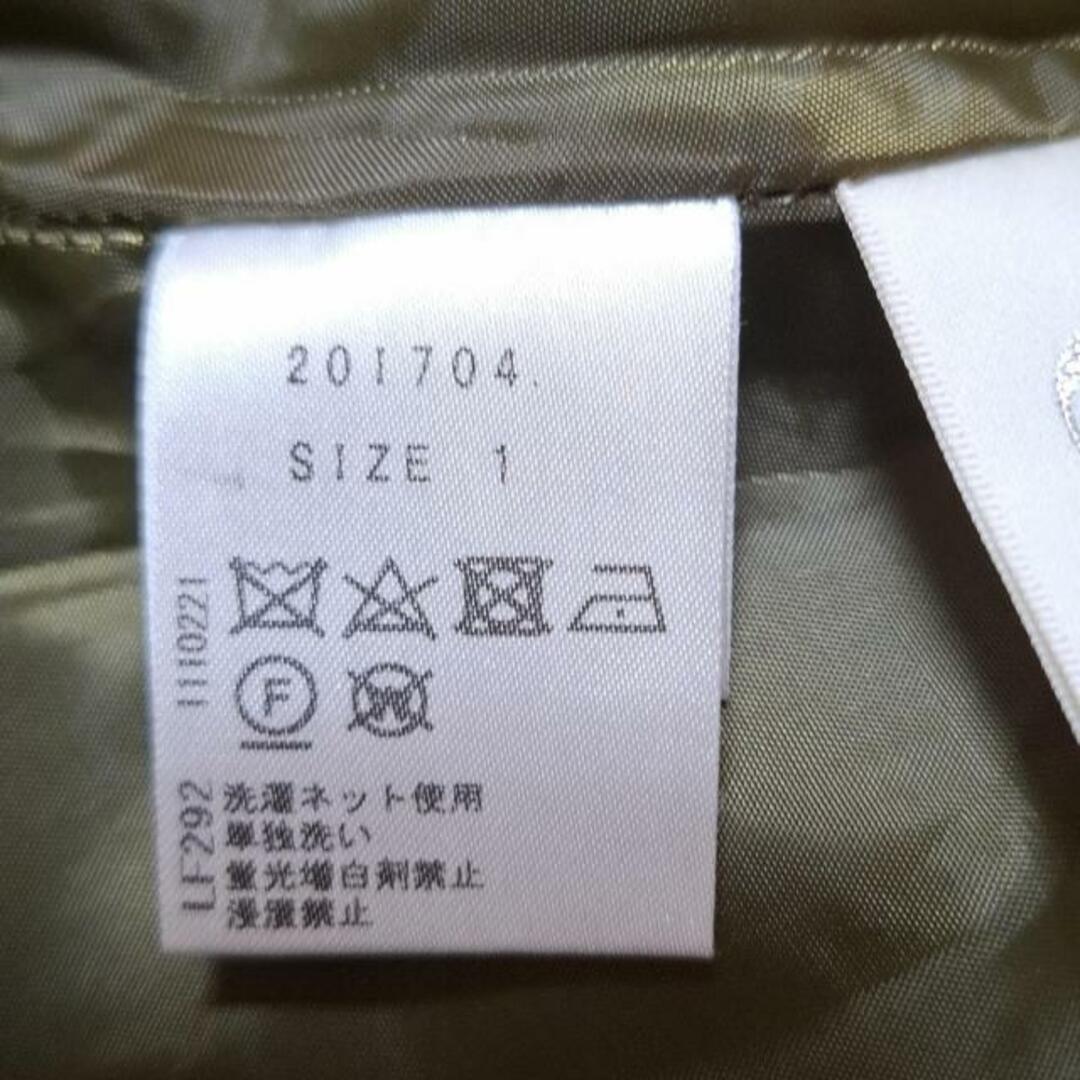 201704.
SIZE 1
1110221
F
W
LF292
洗濯ネット使用
単独洗い
蛍光増白剤禁止
浸漬禁止